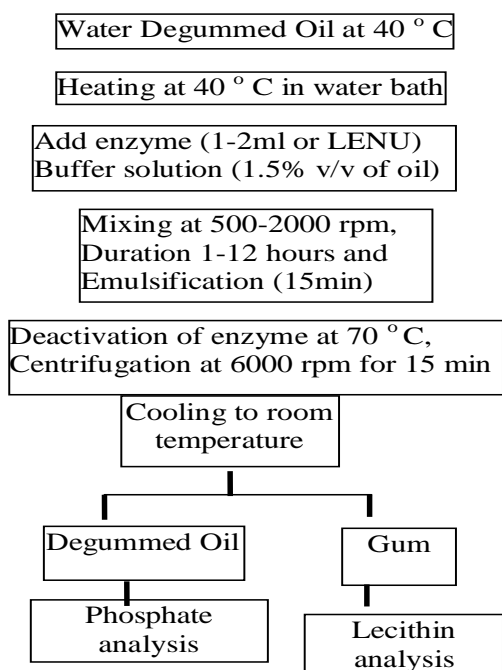 Water Degummed Oil at 40 ° C
Heating at 40 ° C in water bath
Add enzyme (1-2ml or LENU)
Buffer solution (1.5% v/v of oil)
Mixing at 500-2000 rpm,
Duration 1-12 hours and
Emulsification (15min)
Deactivation of enzyme at 70 ° C,
Centrifugation at 6000 rpm for 15 min
Cooling to room
temperature
Degummed Oil
Gum
Phosphate
analysis
Lecithin
analysis